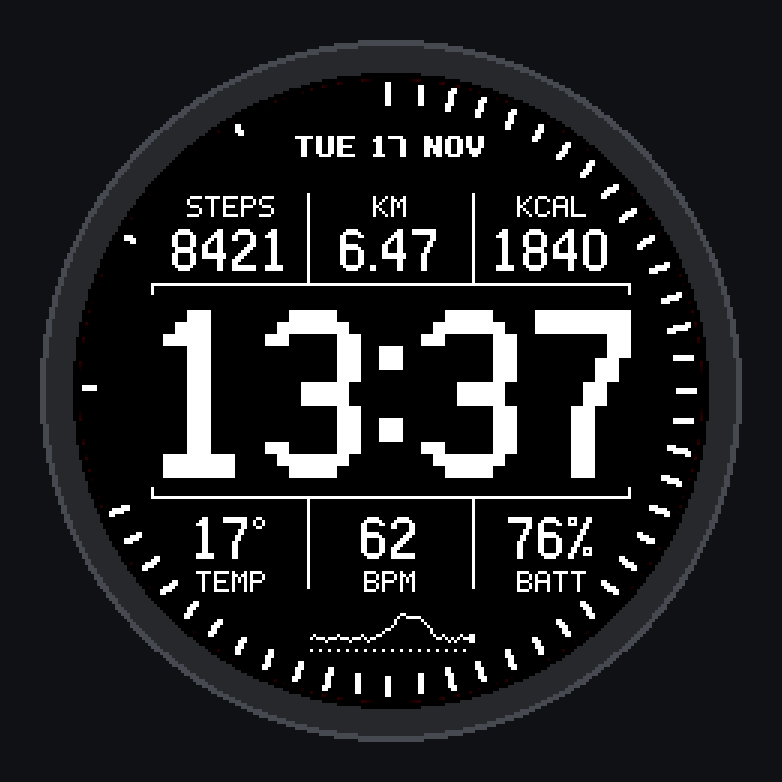 TUE 17 NOV
STEPS KM KCAL
8421 6.47 1840
13:37
17° 62 76%
TEMP BPM BATT